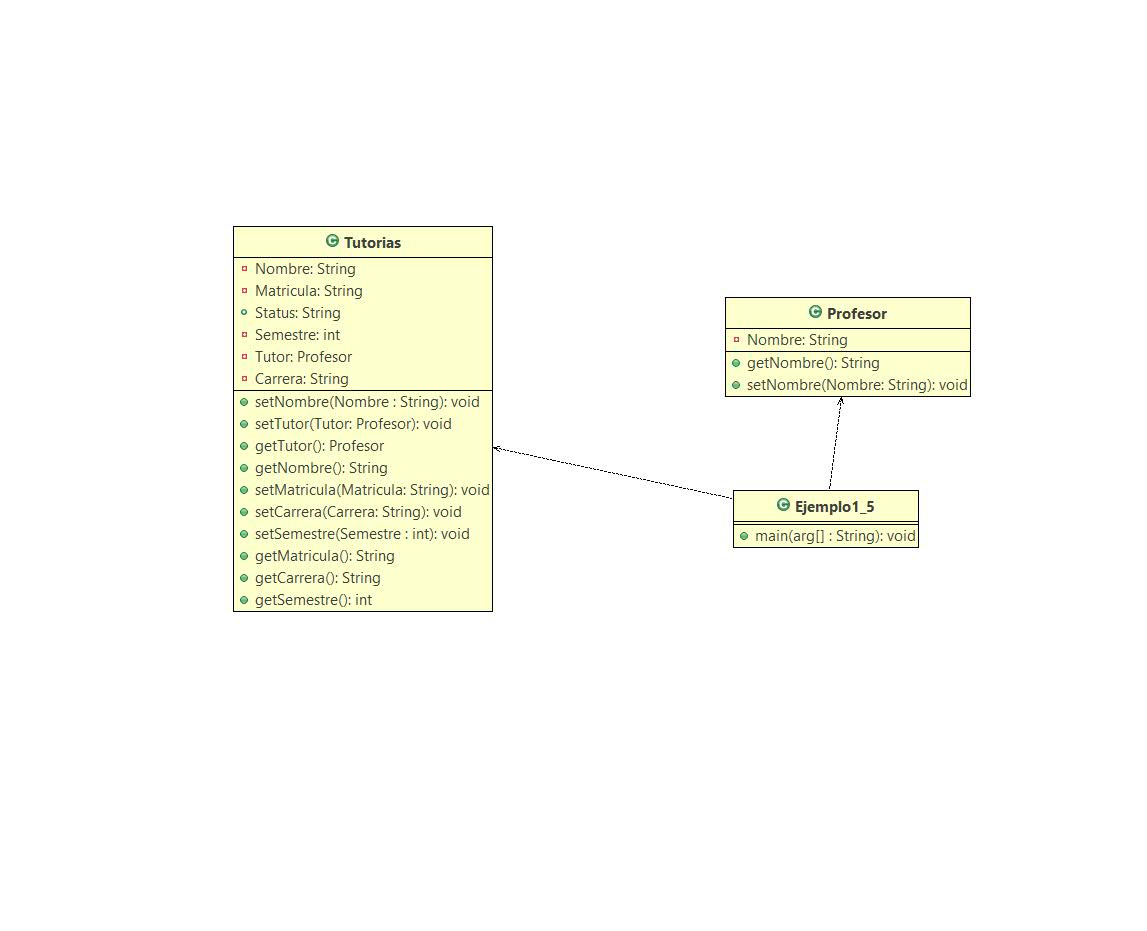 Tutorias
Nombre: String
Matricula: String
Status: String
Semestre: int
Tutor: Profesor
Carrera: String
setNombre(Nombre : String): void
setTutor(Tutor: Profesor): void
getTutor(): Profesor
getNombre(): String
setMatricula(Matricula: String): void
setCarrera(Carrera: String): void
setSemestre(Semestre : int): void
getMatricula(): String
getCarrera(): String
getSemestre(): int
Profesor
Nombre: String
getNombre(): String
setNombre(Nombre: String): void
Ejemplo1_5
main(arg[] : String): void